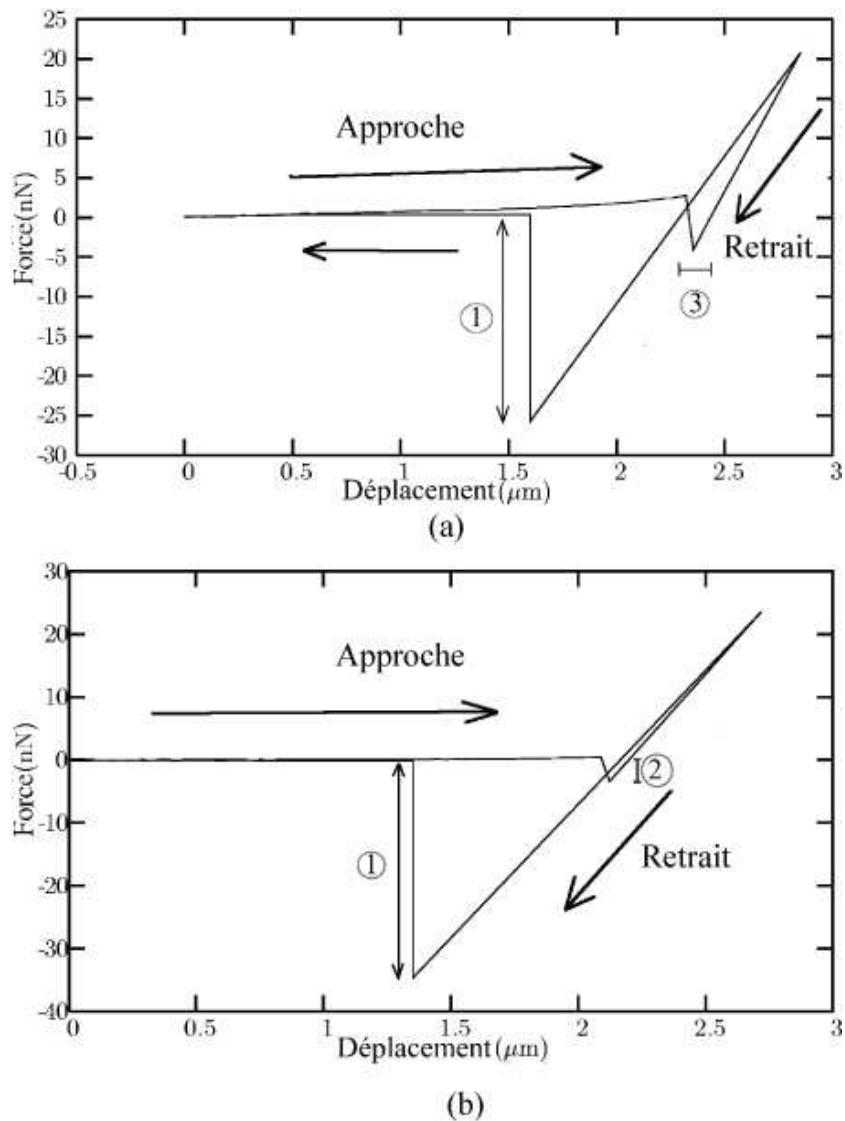 25
20
15
10
5
0
-5
-10
-15
-20
-25
-30
Force(nN)
Approche
Retrait
①
③
-0.5 0 0.5 1 1.5 2 2.5 3
Déplacement(μm)
(a)
30
20
10
0
-10
-20
-30
-40
Force(nN)
Approche
②
①
Retrait
0 0.5 1 1.5 2 2.5 3
Déplacement(μm)
(b)